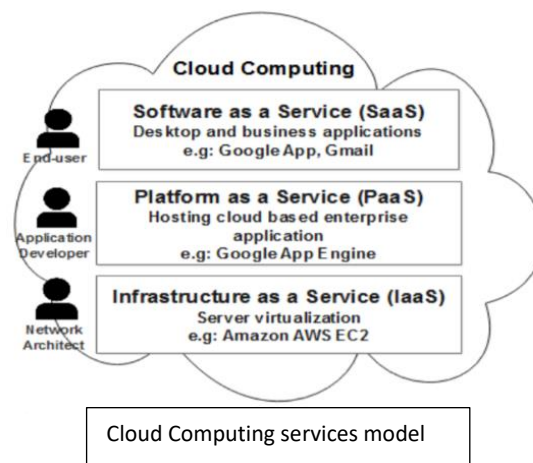 Cloud Computing
Software as a Service (SaaS)
Desktop and business applications
e.g: Google App, Gmail
End-user
Platform as a Service (PaaS)
Hosting cloud based enterprise
application
e.g: Google App Engine
Application
Developer
Infrastructure as a Service (IaaS)
Server virtualization
e.g: Amazon AWS EC2
Network
Architect
Cloud Computing services model